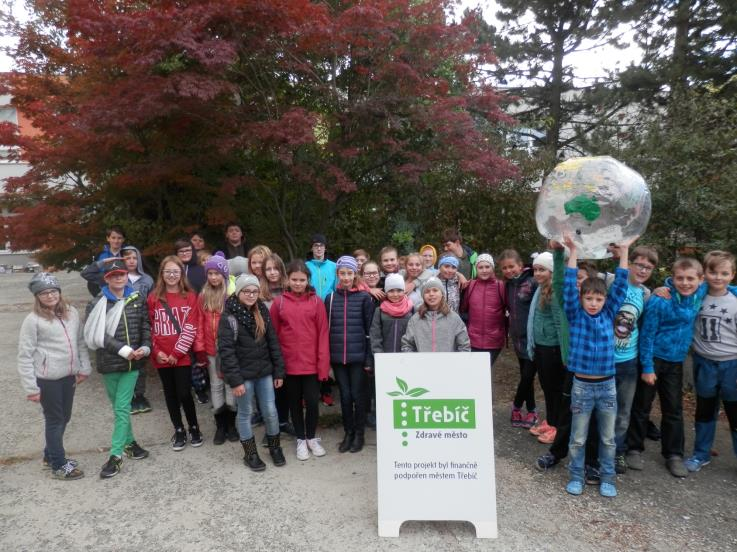 Třebíč
Zdravé město
Tento projekt byl finančně
podpořen městem Třebíč